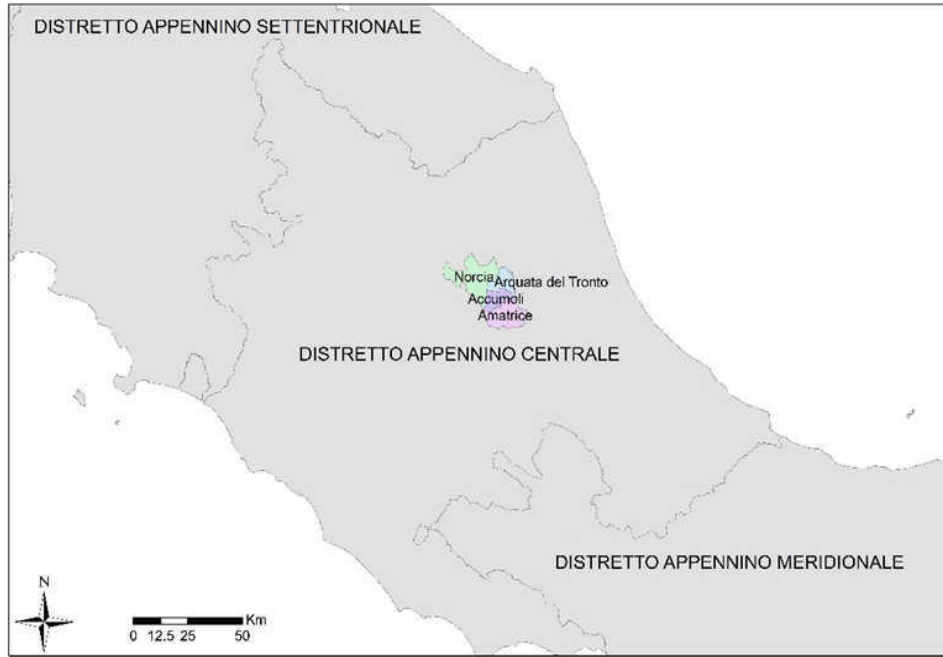 DISTRETTO APPENNINO SETTENTRIONALE
Norcia
Arquata del Tronto
Accumoli
Amatrice
DISTRETTO APPENNINO CENTRALE
DISTRETTO APPENNINO MERIDIONALE
N
Km
0 12.5 25 50